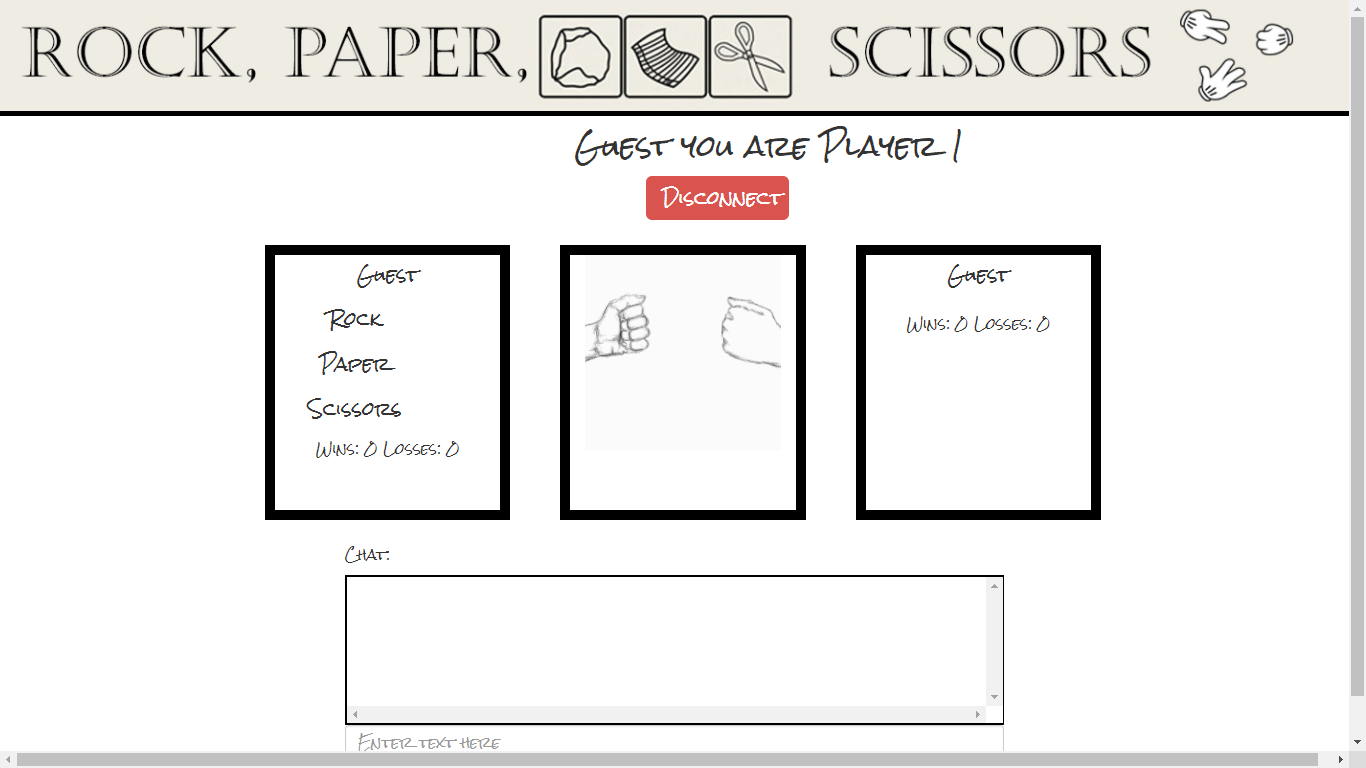 ROCK, PAPER, SCISSORS
Guest you are Player 1
Disconnect
Guest
Rock
Paper
Scissors
Wins: 0 Losses: 0
Guest
Wins: 0 Losses: 0
Chat:
Enter text here